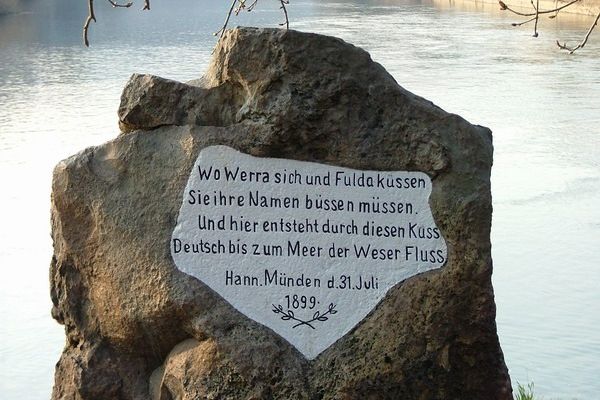 Wo Werra sich und Fulda küssen
Sie ihre Namen büssen müssen.
Und hier entsteht durch diesen Kuss
Deutsch bis zum Meer der Weser Fluss
Hann. Münden d. 31. Juli
1899.